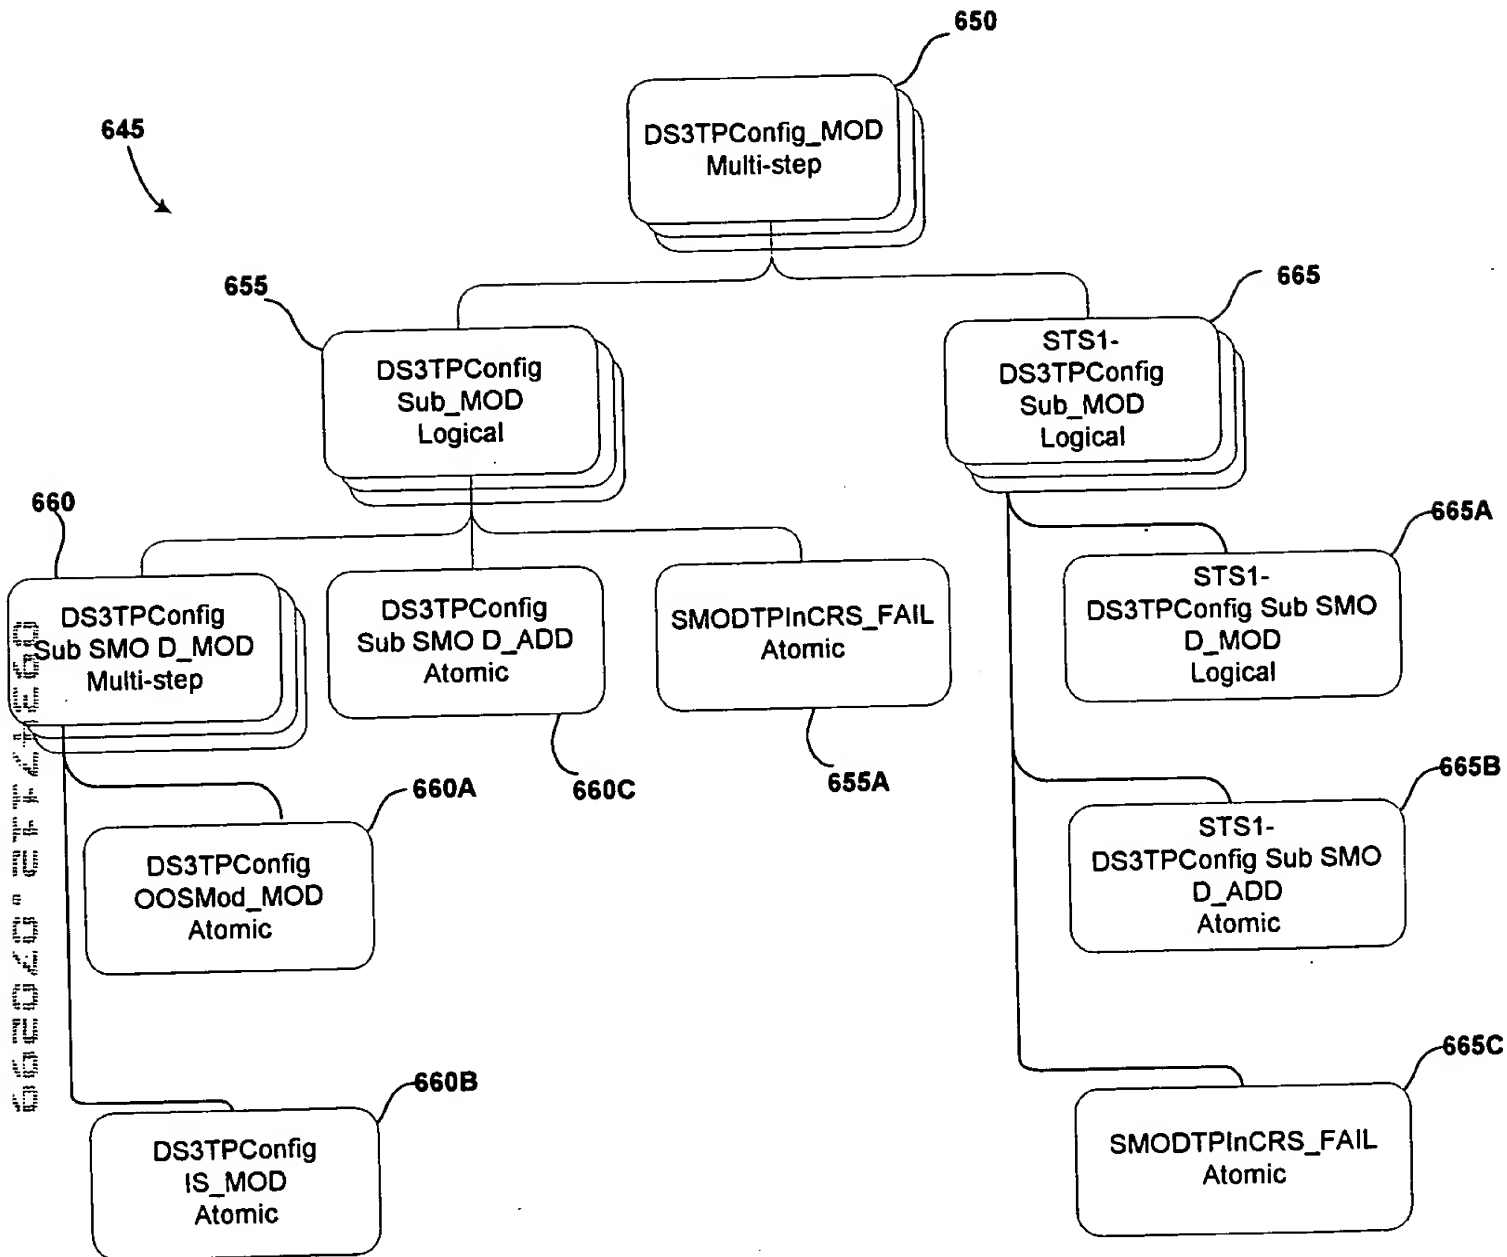 650
645
DS3TPConfig_MOD
Multi-step
655
665
DS3TPConfig
Sub_MOD
Logical
STS1-
DS3TPConfig
Sub_MOD
Logical
660
665A
DS3TPConfig
Sub SMO D_MOD
Multi-step
DS3TPConfig
Sub SMO D_ADD
Atomic
SMODTPInCRS_FAIL
Atomic
STS1-
DS3TPConfig Sub SMO
D_MOD
Logical
660A
660C
655A
665B
DS3TPConfig
OOSMod_MOD
Atomic
STS1-
DS3TPConfig Sub SMO
D_ADD
Atomic
660B
665C
DS3TPConfig
IS_MOD
Atomic
SMODTPInCRS_FAIL
Atomic